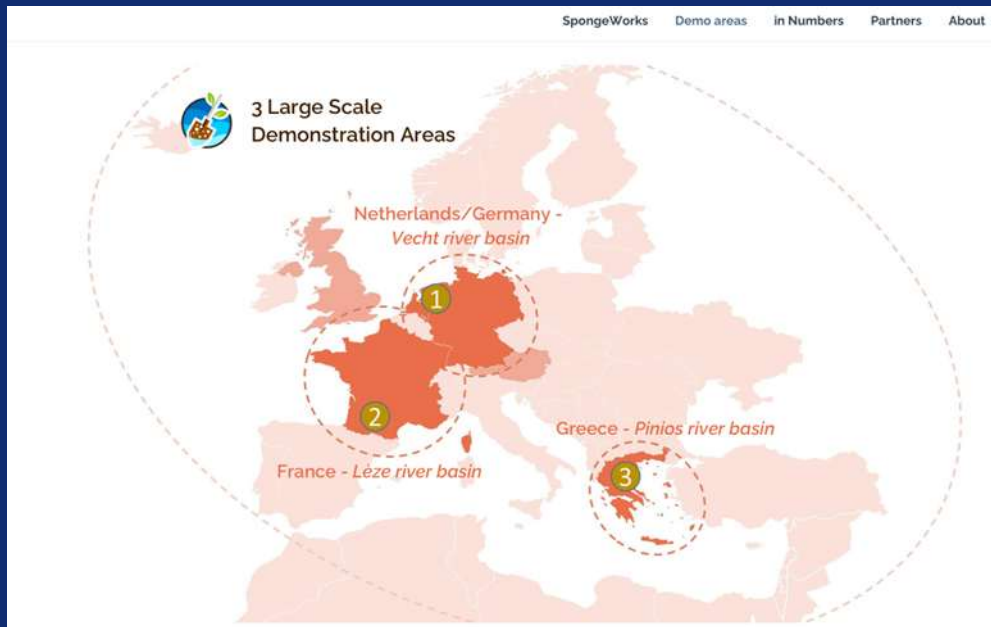 SpongeWorks Demo areas in Numbers Partners About
3 Large Scale
Demonstration Areas
Netherlands/Germany -
Vecht river basin
1
2
Greece - Pinios river basin
France - Lèze river basin
3